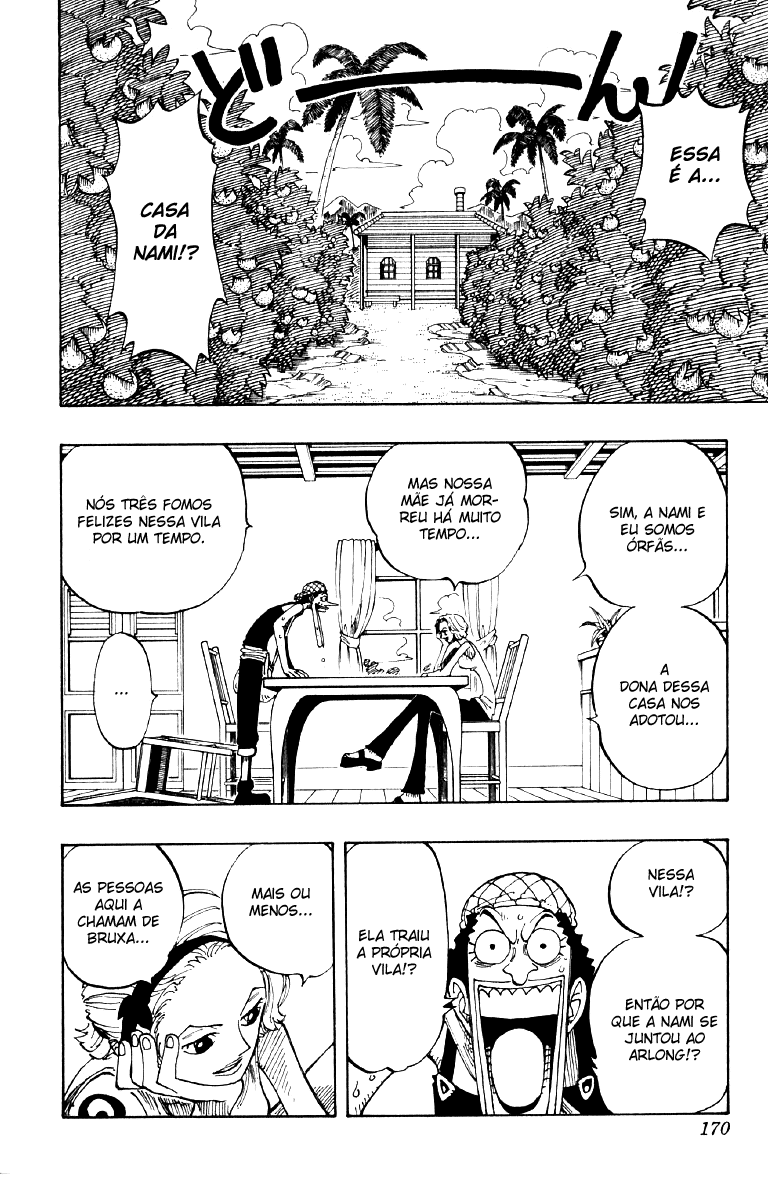 どーん
ESSA
É A...
CASA
DA
NAMI!?
SIM, A NAMI E
EU SOMOS
ÓRFÃS...
A
DONA DESSA
CASA NOS
ADOTOU...
MAS NOSSA
MÃE JÁ MOR-
REU HÁ MUITO
TEMPO...
NÓS TRÊS FOMOS
FELIZES NESSA VILA
POR UM TEMPO.
...
NESSA
VILA!?
ENTÃO POR
QUE A NAMI SE
JUNTOU AO
ARLONG!?
ELA TRAIU
A PRÓPRIA
VILA!?
MAIS OU
MENOS...
AS PESSOAS
AQUI A
CHAMAM DE
BRUXA...
170